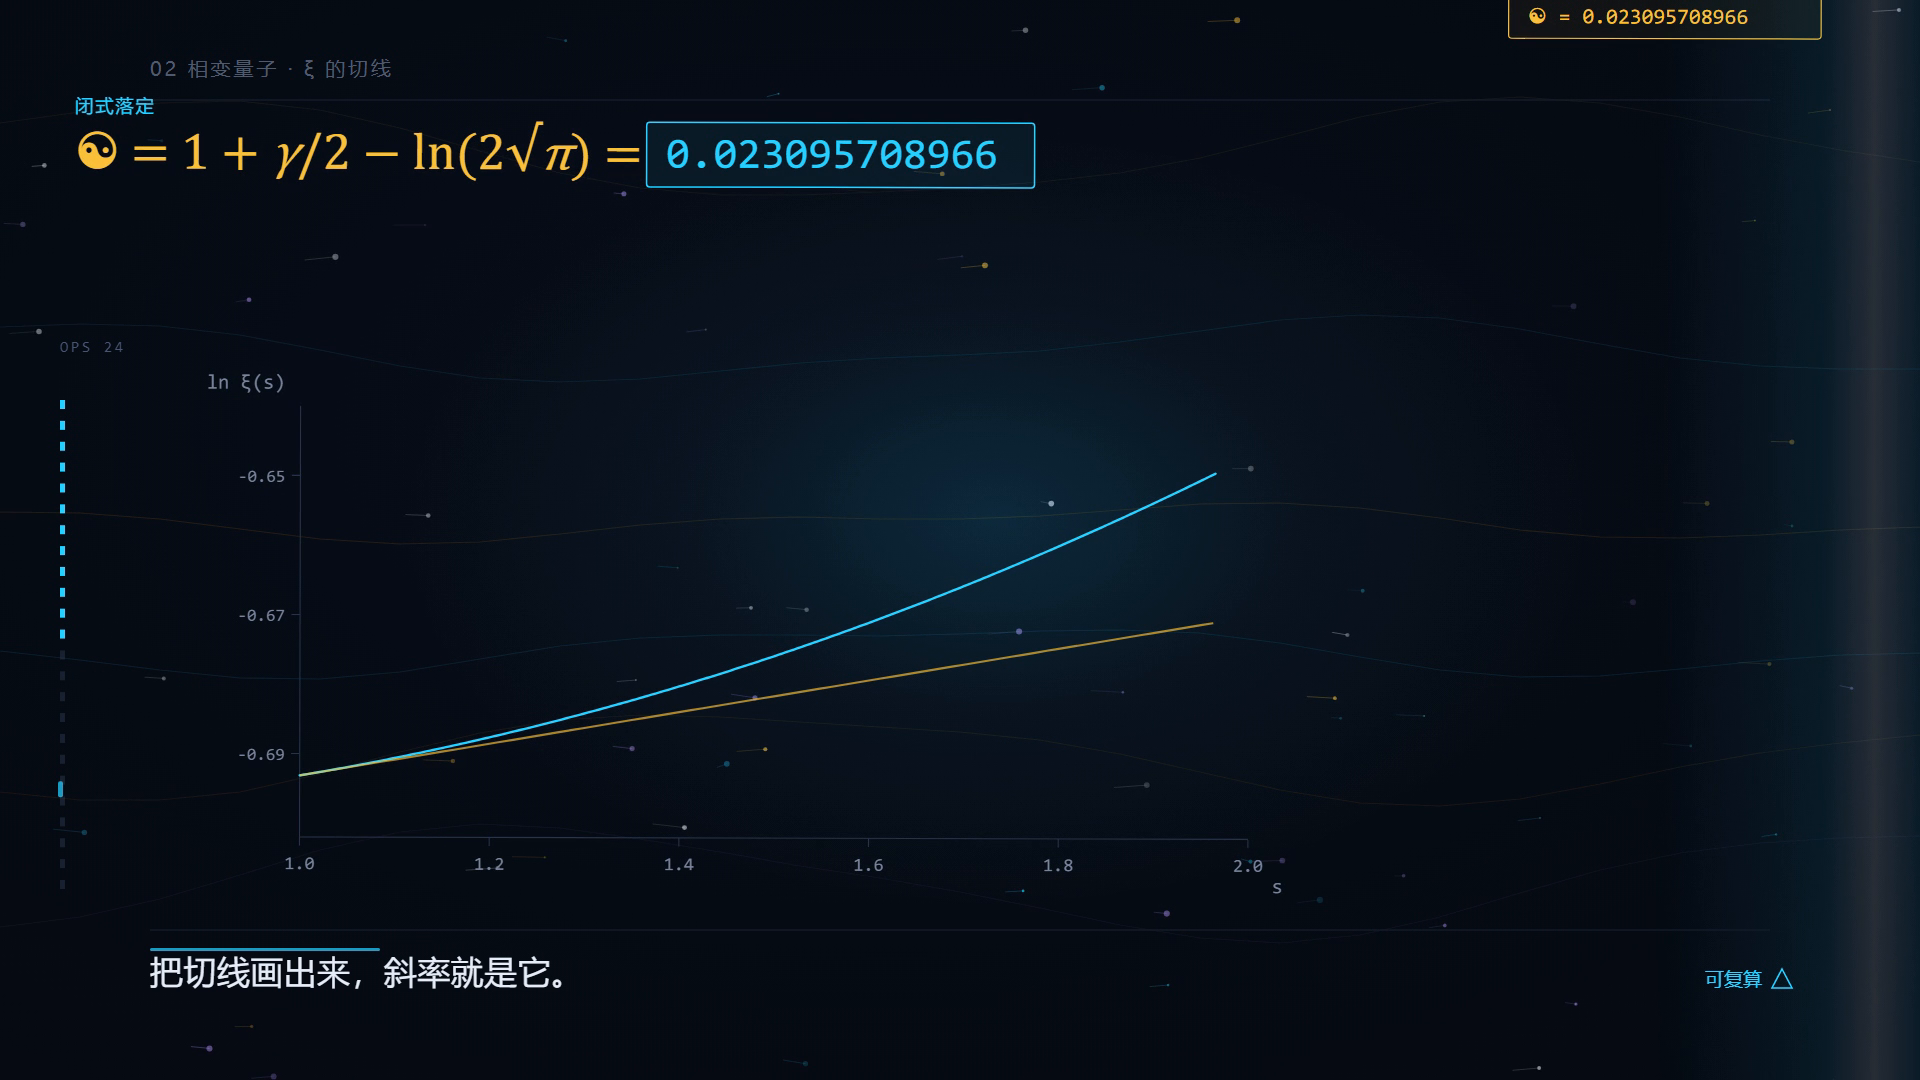 ☯ = 0.023095708966
02 相变量子 · ξ 的切线
闭式落定
☯ = 1 + γ/2 − ln(2√π) = 0.023095708966
OPS 24
ln ξ(s)
-0.65
-0.67
-0.69
1.0 1.2 1.4 1.6 1.8 2.0
s
把切线画出来，斜率就是它。
可复算 △